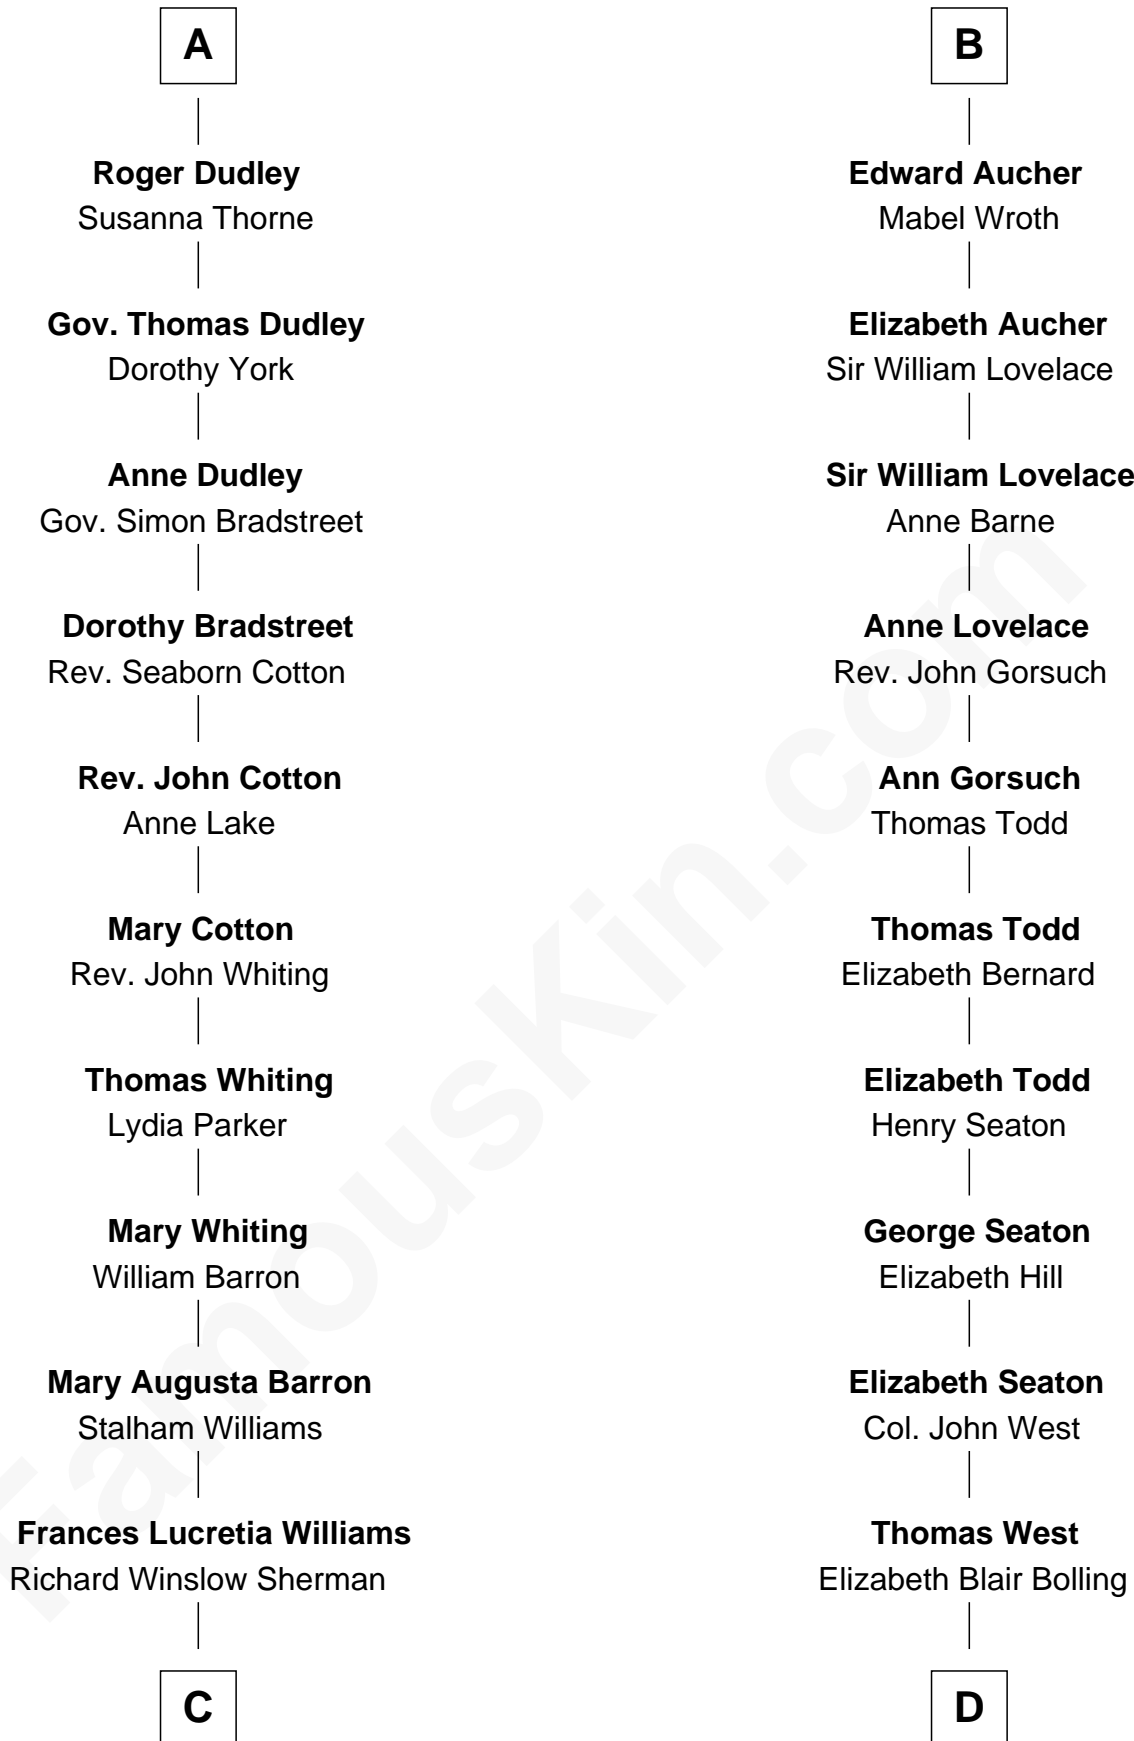 A
Roger Dudley
Susanna Thorne
Gov. Thomas Dudley
Dorothy York
Anne Dudley
Gov. Simon Bradstreet
Dorothy Bradstreet
Rev. Seaborn Cotton
Rev. John Cotton
Anne Lake
Mary Cotton
Rev. John Whiting
Thomas Whiting
Lydia Parker
Mary Whiting
William Barron
Mary Augusta Barron
Stalham Williams
Frances Lucretia Williams
Richard Winslow Sherman
C
B
Edward Aucher
Mabel Wroth
Elizabeth Aucher
Sir William Lovelace
Sir William Lovelace
Anne Barne
Anne Lovelace
Rev. John Gorsuch
Ann Gorsuch
Thomas Todd
Thomas Todd
Elizabeth Bernard
Elizabeth Todd
Henry Seaton
George Seaton
Elizabeth Hill
Elizabeth Seaton
Col. John West
Thomas West
Elizabeth Blair Bolling
D
FamousKin.com